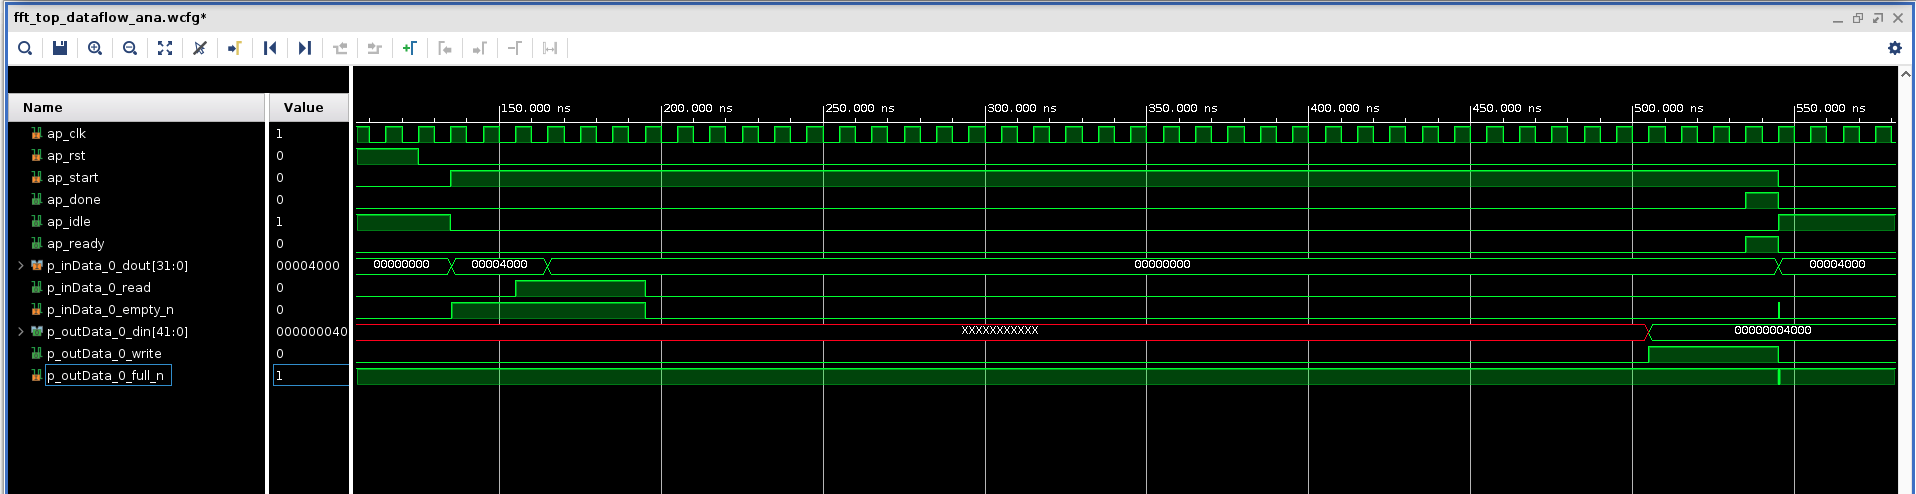 fft_top_dataflow_ana.wcfg*
Name Value
150.000 ns 200.000 ns 250.000 ns 300.000 ns 350.000 ns 400.000 ns 450.000 ns 500.000 ns 550.000 ns
ap_clk 1
ap_rst 0
ap_start 0
ap_done 0
ap_idle 1
ap_ready 0
p_inData_0_dout[31:0] 00004000 00000000 00004000 00000000 00004000
p_inData_0_read 0
p_inData_0_empty_n 0
p_outData_0_din[41:0] 000000040 XXXXXXXXXXX 00000004000
p_outData_0_write 0
p_outData_0_full_n 1